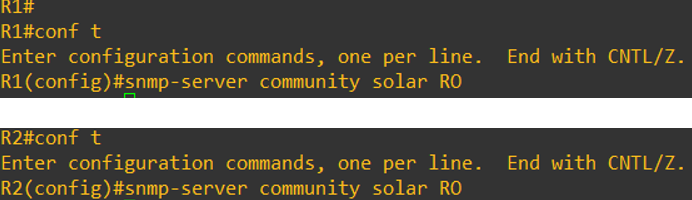 R1#
R1#conf t
Enter configuration commands, one per line.  End with CNTL/Z.
R1(config)#snmp-server community solar RO
R2#conf t
Enter configuration commands, one per line.  End with CNTL/Z.
R2(config)#snmp-server community solar RO